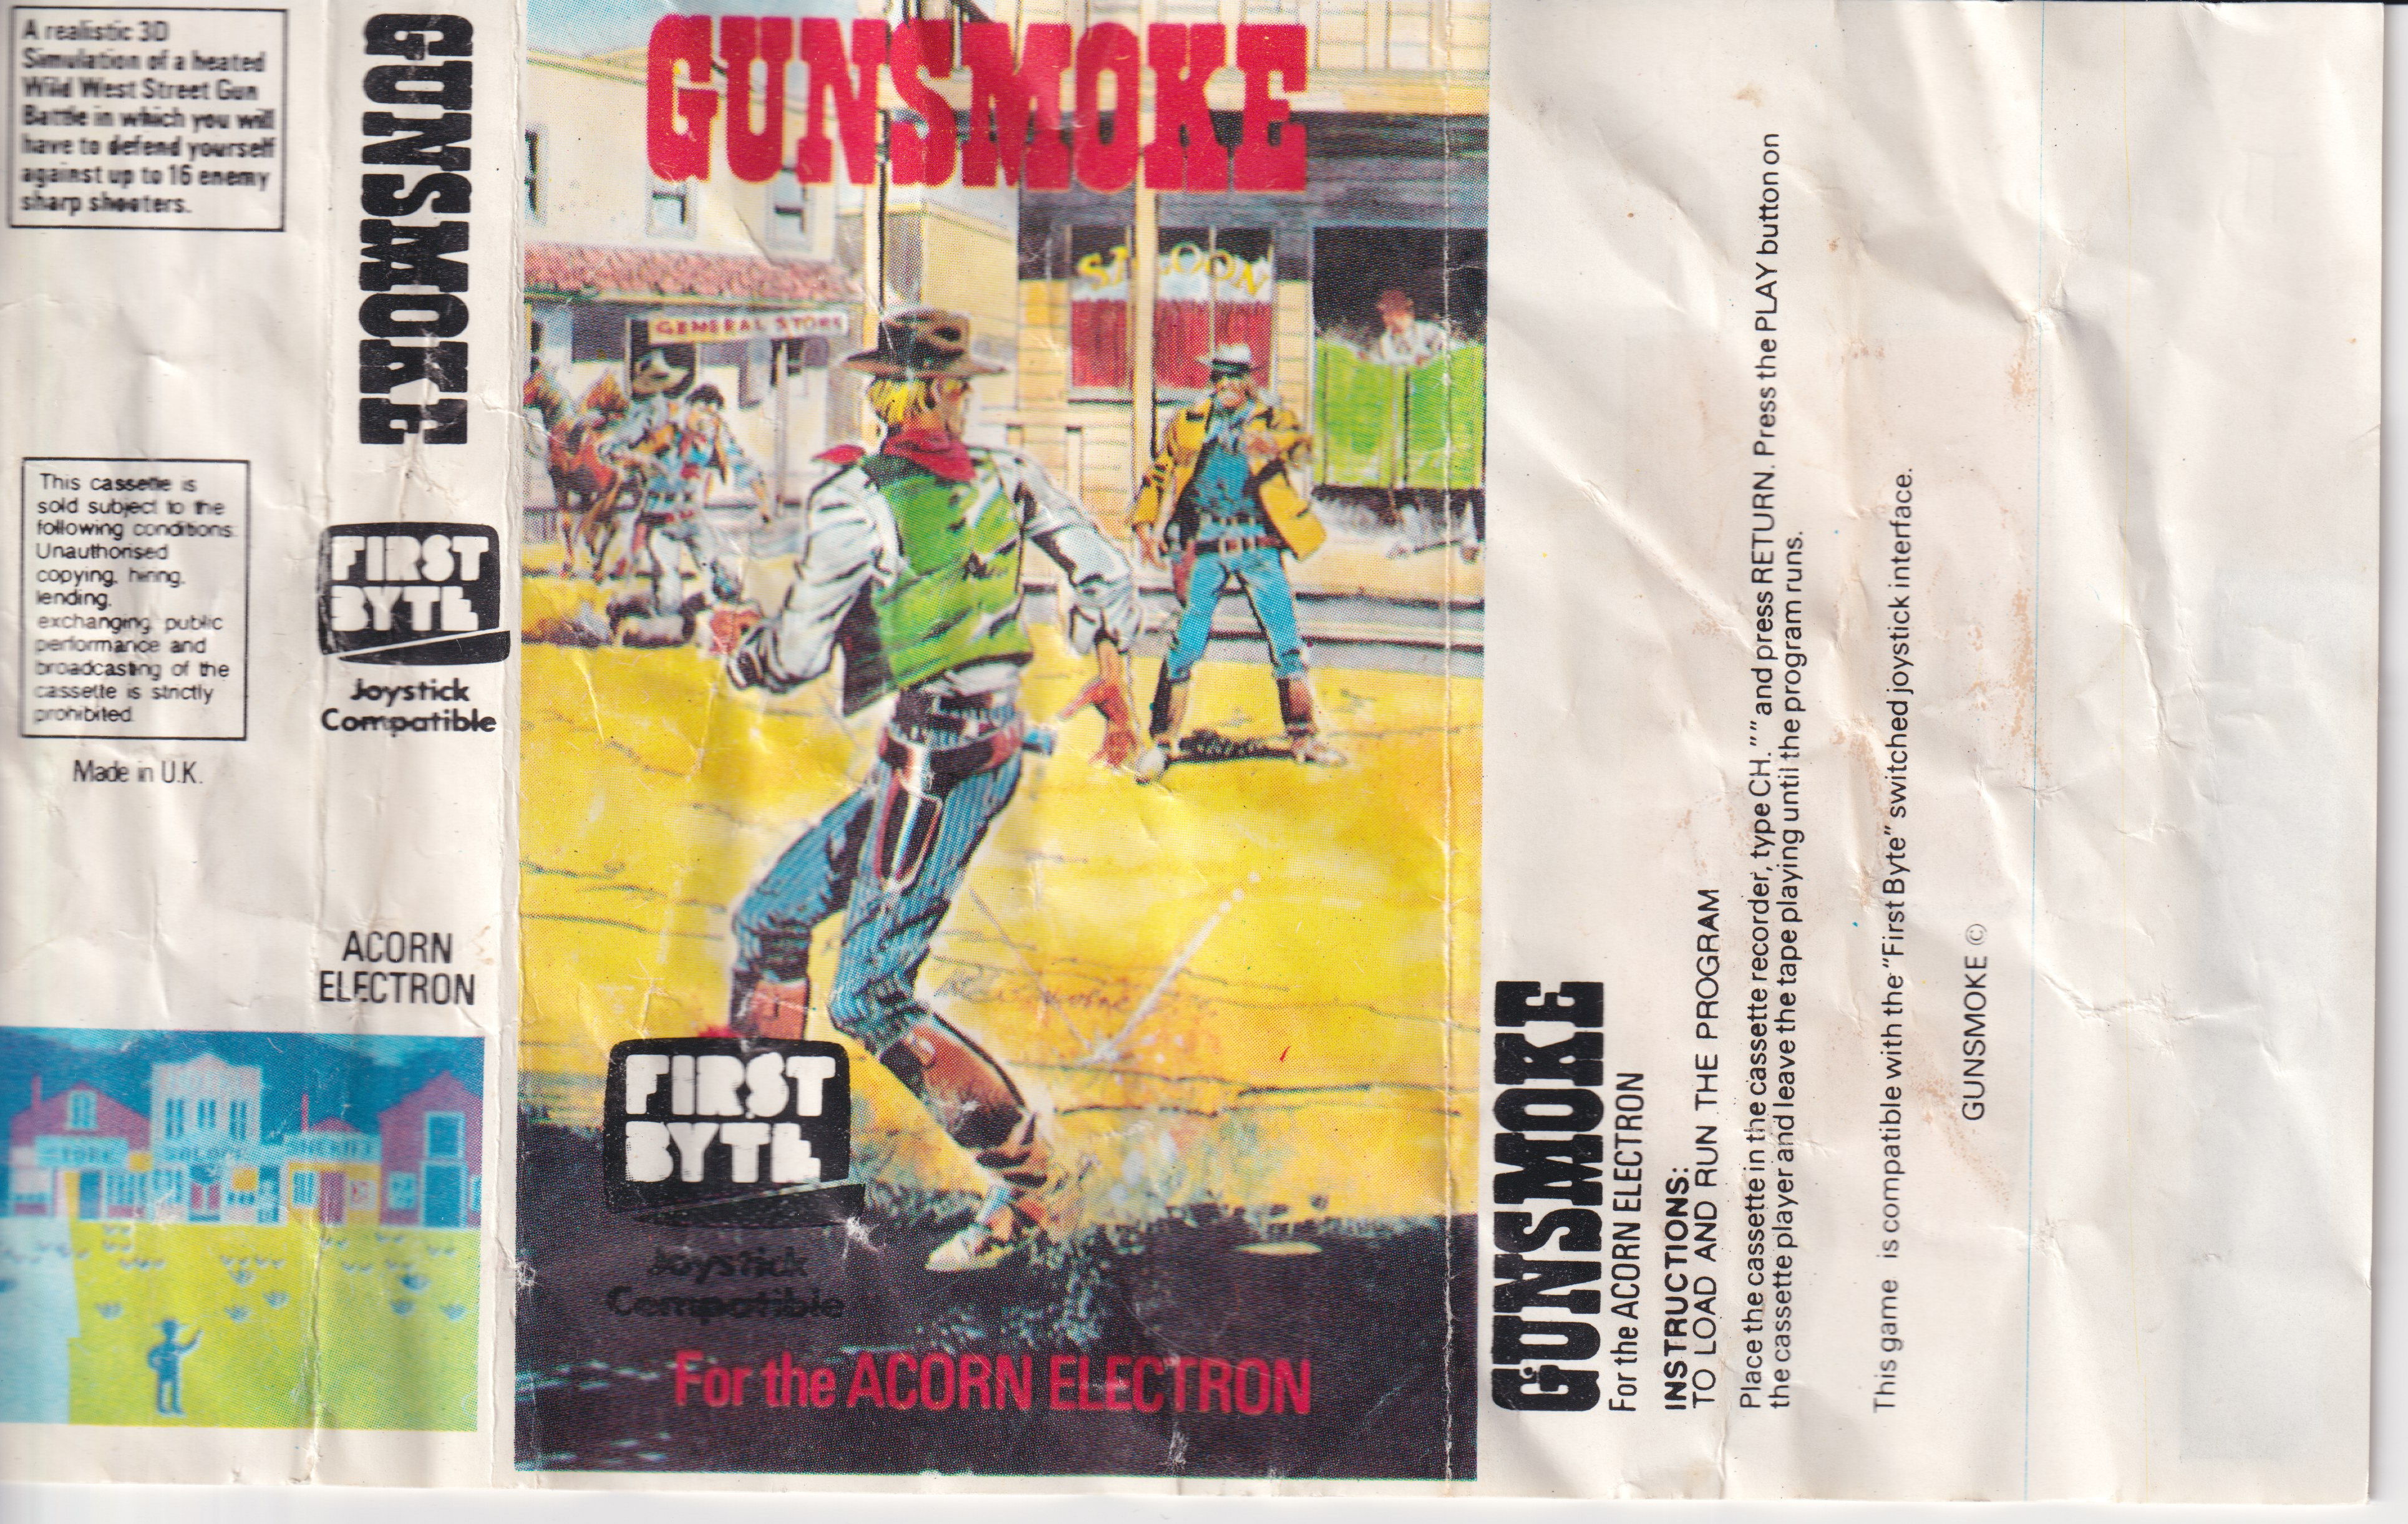 A realistic 3D
Simulation of a heated
Wild West Street Gun
Battle in which you will
have to defend yourself
against up to 16 enemy
sharp shooters.
This cassette is
sold subject to the
following conditions:
Unauthorised
copying, hiring,
lending,
exchanging, public
performance and
broadcasting of the
cassette is strictly
prohibited.
Made in U.K.
GUNSMOKE
FIRST
BYTE
Joystick
Compatible
ACORN
ELECTRON
GUNSMOKE
SALOON
GENERAL STORE
FIRST
BYTE
Joystick
Compatible
For the ACORN ELECTRON
GUNSMOKE
For the ACORN ELECTRON
INSTRUCTIONS:
TO LOAD AND RUN THE PROGRAM
Place the cassette in the cassette recorder, type CH."" and press RETURN. Press the PLAY button on
the cassette player and leave the tape playing until the program runs.
This game is compatible with the "First Byte" switched joystick interface.
GUNSMOKE ©